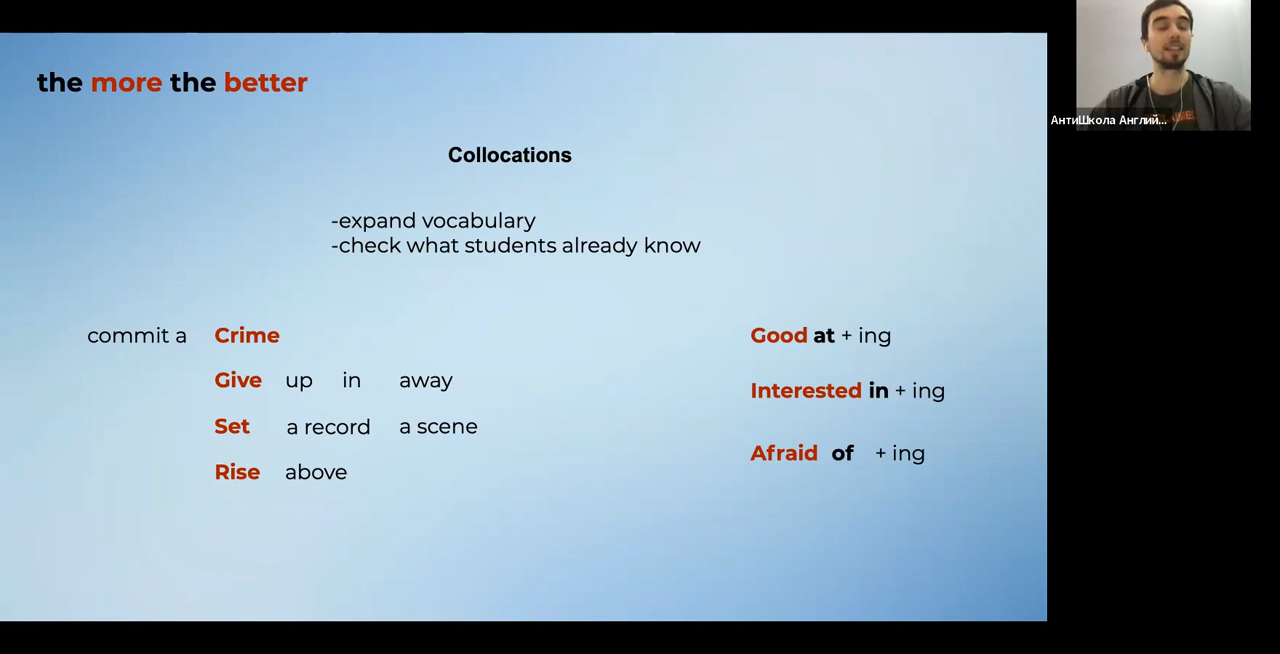 the more the better
Collocations
-expand vocabulary
-check what students already know
commit a Crime
Give up in away
Set a record a scene
Rise above
Good at + ing
Interested in + ing
Afraid of + ing
АнтиШкола Англий...